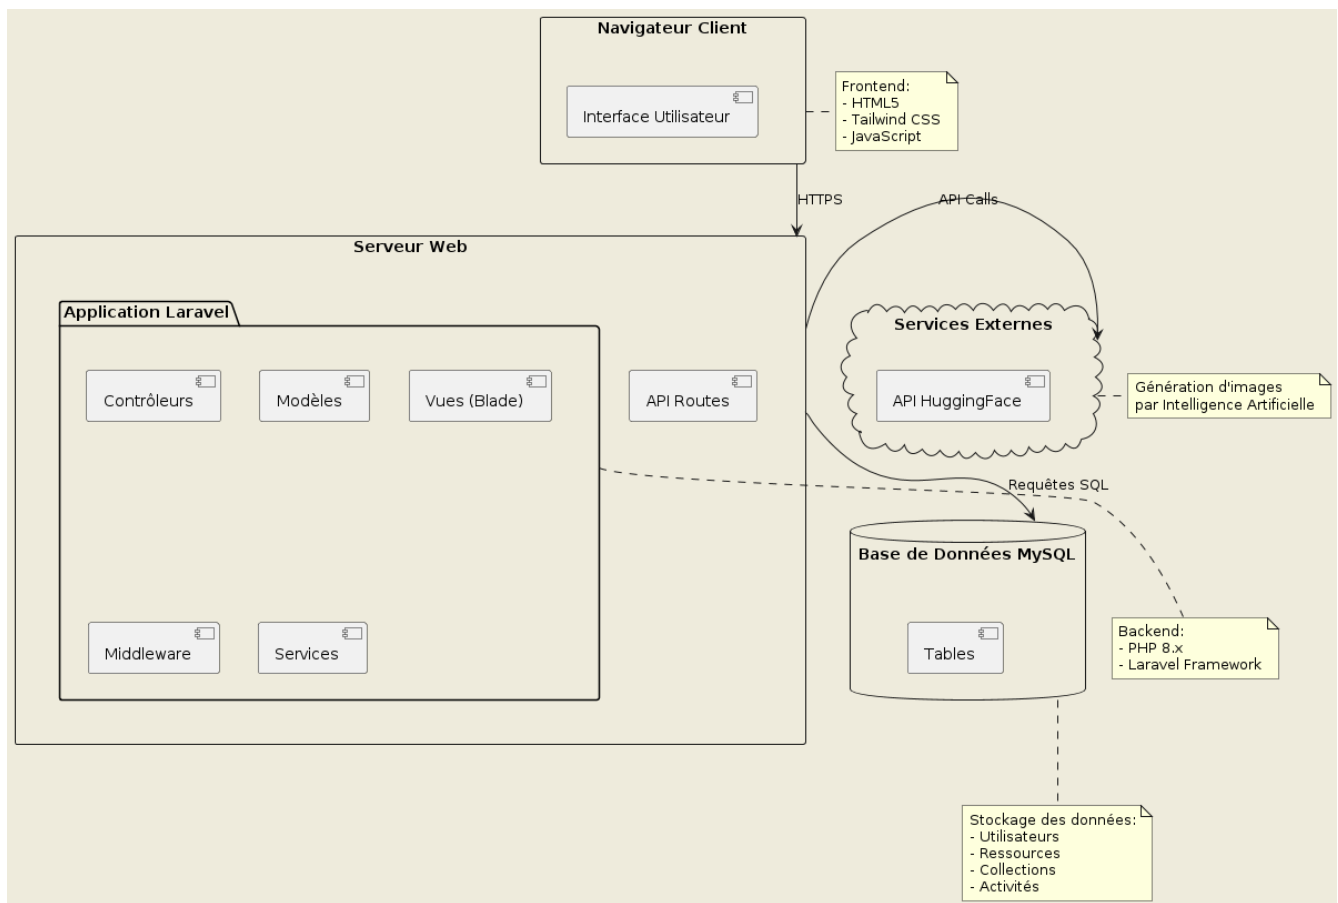 Navigateur Client
Interface Utilisateur
Frontend:
- HTML5
- Tailwind CSS
- JavaScript
HTTPS
API Calls
Serveur Web
Application Laravel
Contrôleurs
Modèles
Vues (Blade)
API Routes
Middleware
Services
Services Externes
API HuggingFace
Génération d'images
par Intelligence Artificielle
Requêtes SQL
Base de Données MySQL
Tables
Backend:
- PHP 8.x
- Laravel Framework
Stockage des données:
- Utilisateurs
- Ressources
- Collections
- Activités